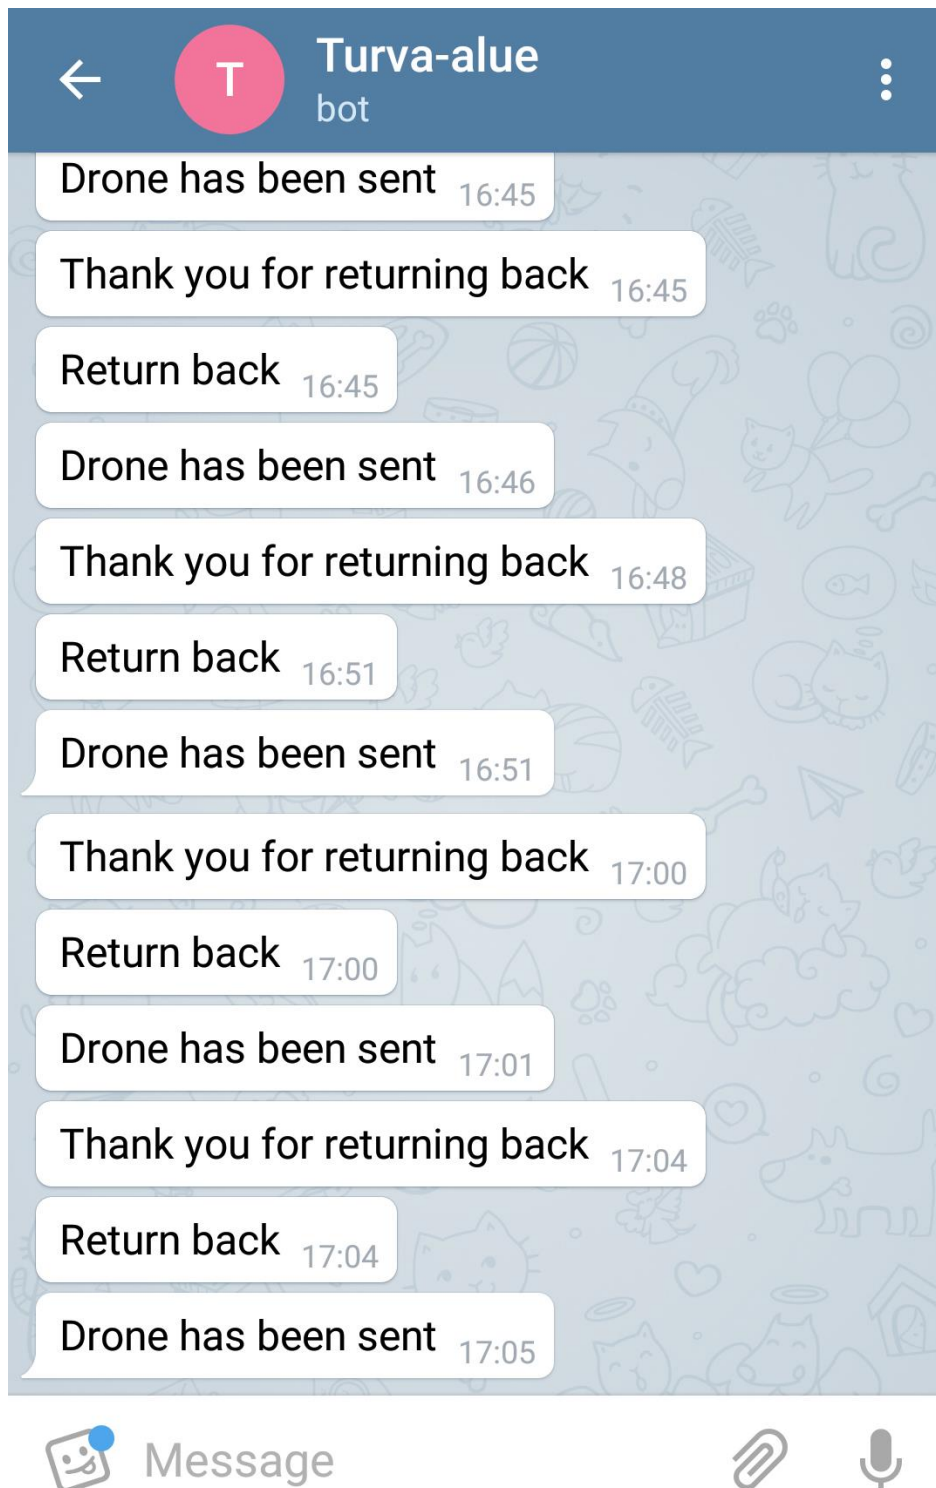 T
Turva-alue
bot
Drone has been sent 16:45
Thank you for returning back 16:45
Return back 16:45
Drone has been sent 16:46
Thank you for returning back 16:48
Return back 16:51
Drone has been sent 16:51
Thank you for returning back 17:00
Return back 17:00
Drone has been sent 17:01
Thank you for returning back 17:04
Return back 17:04
Drone has been sent 17:05
Message